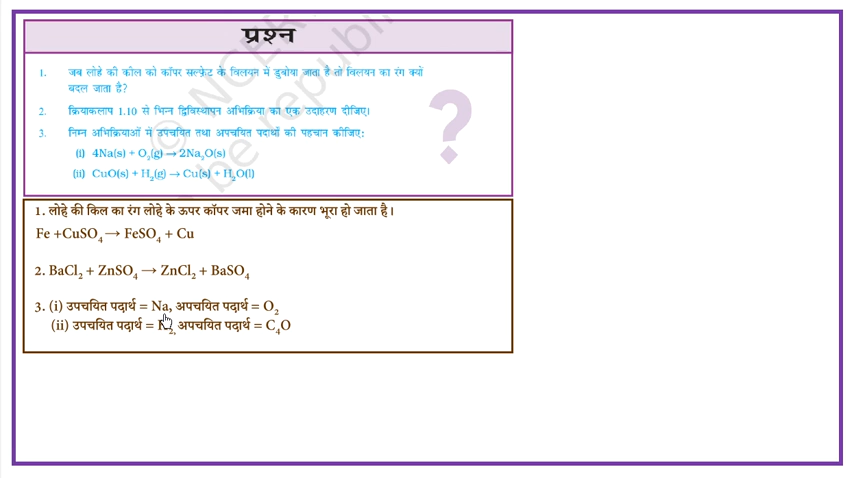 प्रश्न
1. जब लोहे की कील को कॉपर सल्फ़ेट के विलयन में डुबोया जाता है तो विलयन का रंग क्यों
बदल जाता है?
2. क्रियाकलाप 1.10 से भिन्न द्विविस्थापन अभिक्रिया का एक उदाहरण दीजिए।
3. निम्न अभिक्रियाओं में उपचयित तथा अपचयित पदार्थों की पहचान कीजिए:
(i) 4Na(s) + O₂(g) → 2Na₂O(s)
(ii) CuO(s) + H₂(g) → Cu(s) + H₂O(l)
?
1. लोहे की किल का रंग लोहे के ऊपर कॉपर जमा होने के कारण भूरा हो जाता है।
Fe +CuSO₄ → FeSO₄ + Cu
2. BaCl₂ + ZnSO₄ → ZnCl₂ + BaSO₄
3. (i) उपचयित पदार्थ = Na, अपचयित पदार्थ = O₂
(ii) उपचयित पदार्थ = ₂, अपचयित पदार्थ = C₄O